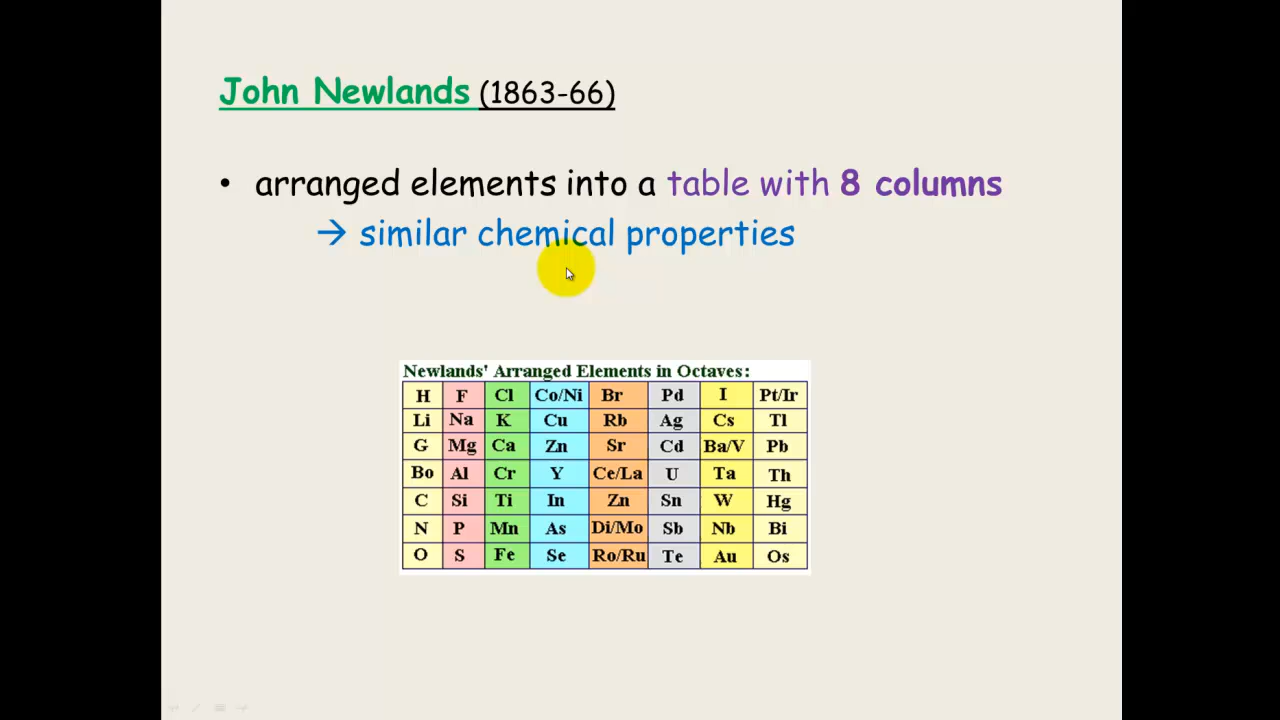 John Newlands (1863-66)
• arranged elements into a table with 8 columns
→ similar chemical properties
Newlands' Arranged Elements in Octaves:
H F Cl Co/Ni Br Pd I Pt/Ir
Li Na K Cu Rb Ag Cs Tl
G Mg Ca Zn Sr Cd Ba/V Pb
Bo Al Cr Y Ce/La U Ta Th
C Si Ti In Zn Sn W Hg
N P Mn As Di/Mo Sb Nb Bi
O S Fe Se Ro/Ru Te Au Os